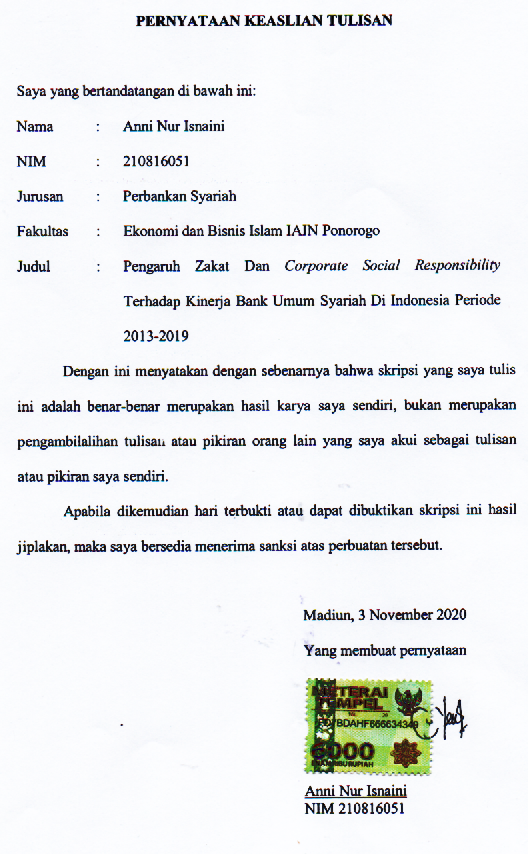 PERNYATAAN KEASLIAN TULISAN
Saya yang bertandatangan di bawah ini:
Nama : Anni Nur Isnaini
NIM : 210816051
Jurusan : Perbankan Syariah
Fakultas : Ekonomi dan Bisnis Islam IAIN Ponorogo
Judul : Pengaruh Zakat Dan Corporate Social Responsibility
Terhadap Kinerja Bank Umum Syariah Di Indonesia Periode
2013-2019
Dengan ini menyatakan dengan sebenarnya bahwa skripsi yang saya tulis
ini adalah benar-benar merupakan hasil karya saya sendiri, bukan merupakan
pengambilalihan tulisan atau pikiran orang lain yang saya akui sebagai tulisan
atau pikiran saya sendiri.
Apabila dikemudian hari terbukti atau dapat dibuktikan skripsi ini hasil
jiplakan, maka saya bersedia menerima sanksi atas perbuatan tersebut.
Madiun, 3 November 2020
Yang membuat pernyataan
METERAI
TEMPEL
6000
ENAM RIBU RUPIAH
Anni Nur Isnaini
NIM 210816051